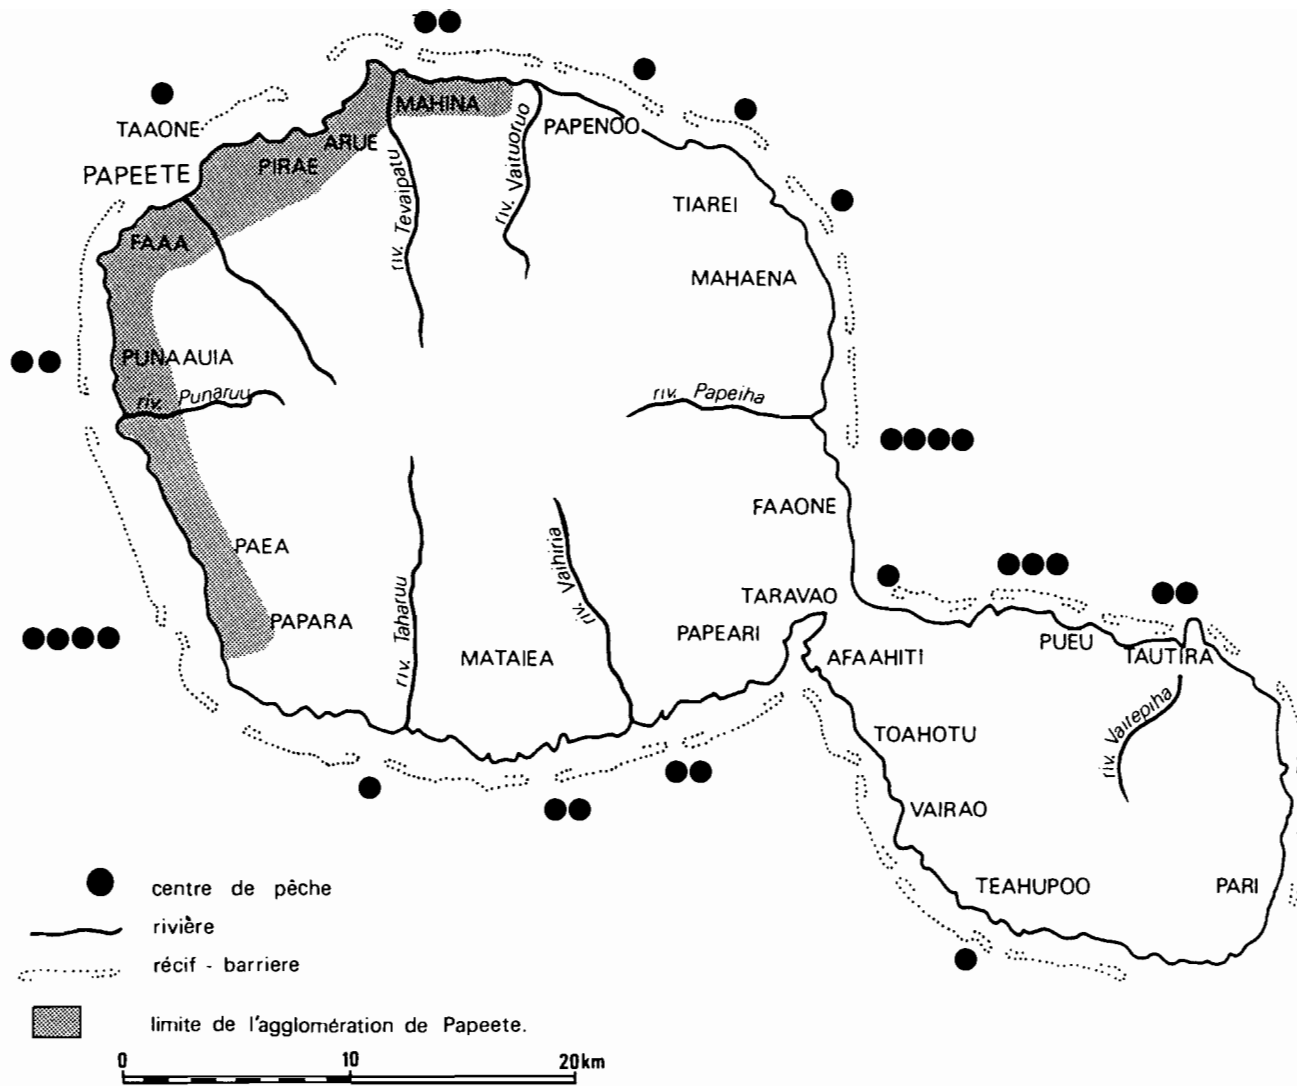 MAHINA
TAAONE
ARUE
PAPENOO
PAPEETE
PIRAE
riv. Tevaipatu
riv. Vaituoruo
TIAREI
FAAA
MAHAENA
PUNAAUIA
riv. Punaruu
riv. Papeiha
FAAONE
PAEA
riv. Vaihiria
TARAVAO
PAPARA
riv. Taharuu
MATAIEA
PAPEARI
AFAAHITI
PUEU
TAUTIRA
riv. Vaitepiha
TOAHOTU
VAIRAO
TEAHUPOO
PARI
centre de pêche
rivière
récif - barriere
limite de l'agglomération de Papeete.
0 10 20 km